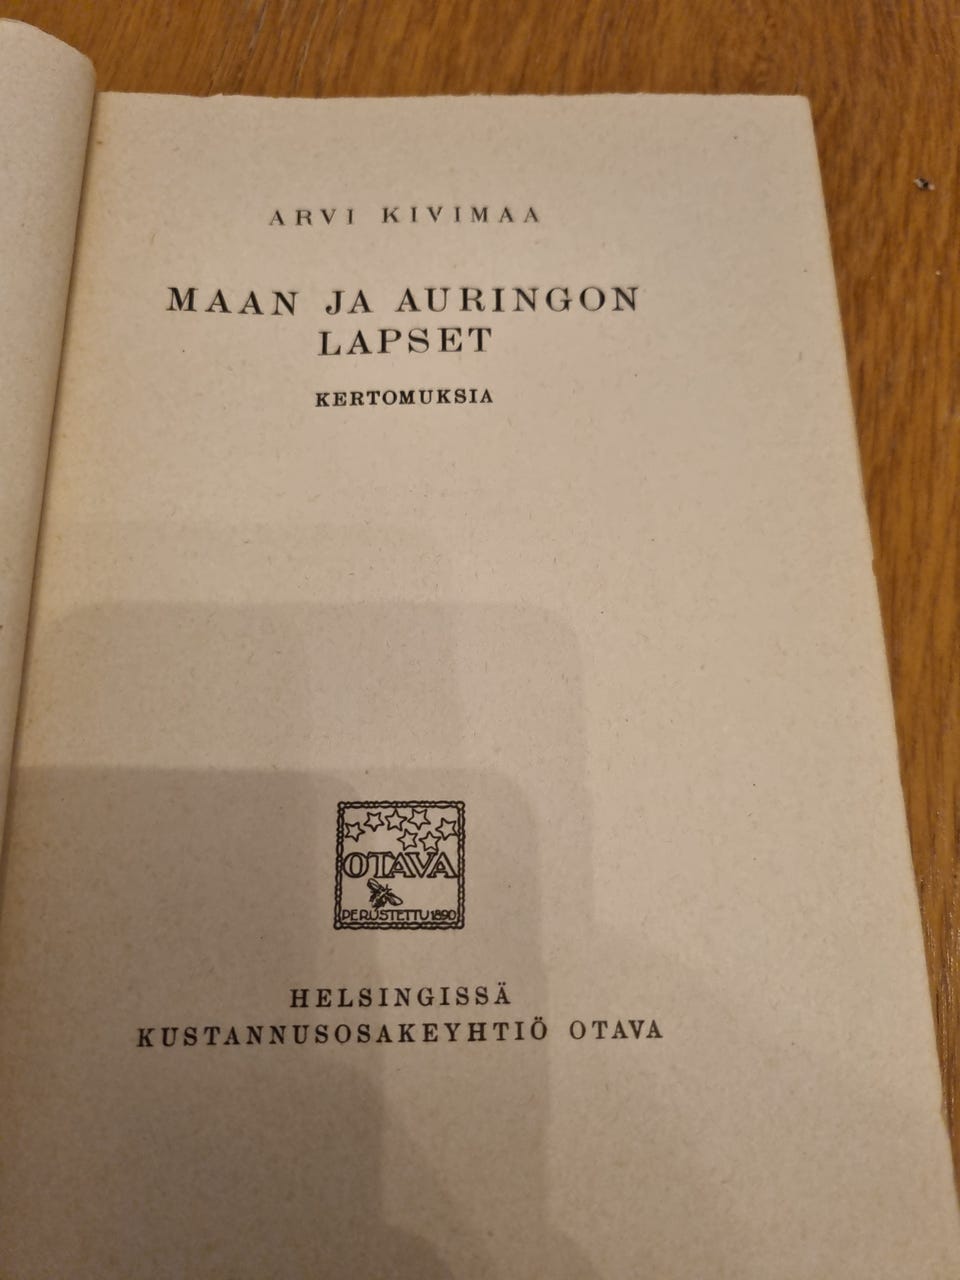 ARVI KIVIMAA
MAAN JA AURINGON
LAPSET
KERTOMUKSIA
OTAVA
PERUSTETTU 1890
HELSINGISSÄ
KUSTANNUSOSAKEYHTIÖ OTAVA